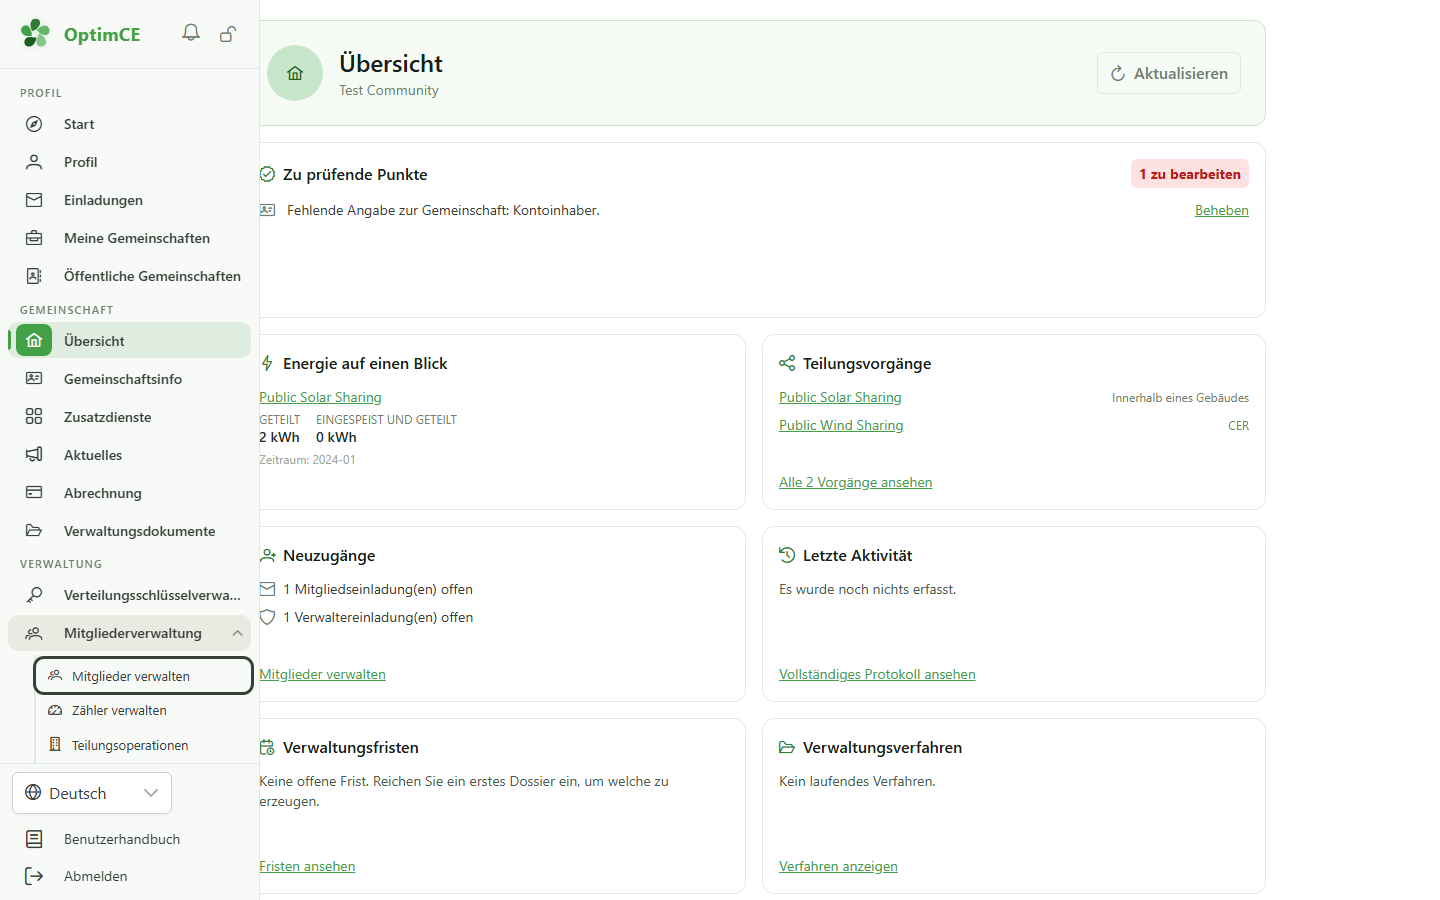 OptimCE
PROFIL
Start
Profil
Einladungen
Meine Gemeinschaften
Öffentliche Gemeinschaften
GEMEINSCHAFT
Übersicht
Gemeinschaftsinfo
Zusatzdienste
Aktuelles
Abrechnung
Verwaltungsdokumente
VERWALTUNG
Verteilungsschlüsselverwa...
Mitgliederverwaltung
Mitglieder verwalten
Zähler verwalten
Teilungsoperationen
Deutsch
Benutzerhandbuch
Abmelden
Übersicht
Test Community
Aktualisieren
Zu prüfende Punkte
1 zu bearbeiten
Fehlende Angabe zur Gemeinschaft: Kontoinhaber.
Beheben
Energie auf einen Blick
Public Solar Sharing
GETEILT EINGESPEIST UND GETEILT
2 kWh 0 kWh
Zeitraum: 2024-01
Teilungsvorgänge
Public Solar Sharing Innerhalb eines Gebäudes
Public Wind Sharing CER
Alle 2 Vorgänge ansehen
Neuzugänge
1 Mitgliedseinladung(en) offen
1 Verwaltereinladung(en) offen
Mitglieder verwalten
Letzte Aktivität
Es wurde noch nichts erfasst.
Vollständiges Protokoll ansehen
Verwaltungsfristen
Keine offene Frist. Reichen Sie ein erstes Dossier ein, um welche zu
erzeugen.
Fristen ansehen
Verwaltungsverfahren
Kein laufendes Verfahren.
Verfahren anzeigen